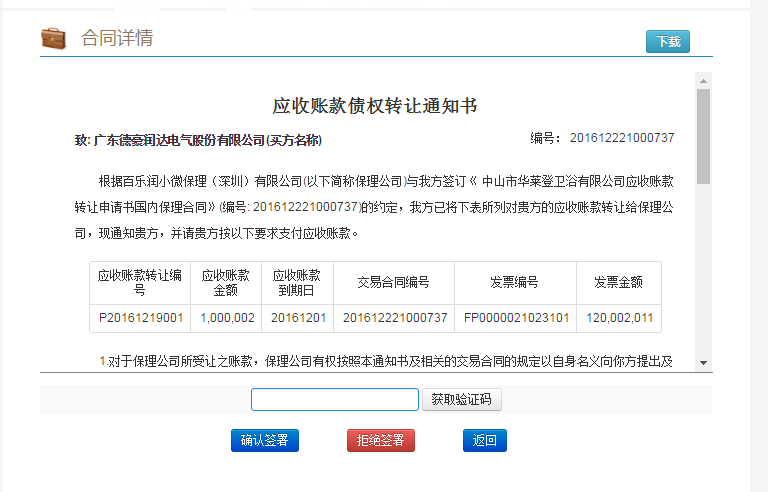 合同详情
下载
应收账款债权转让通知书
致: 广东德豪润达电气股份有限公司(买方名称)
编号: 201612221000737
根据百乐润小微保理（深圳）有限公司(以下简称保理公司)与我方签订《 中山市华莱登卫浴有限公司应收账款
转让申请书国内保理合同》(编号: 201612221000737)的约定，我方已将下表所列对贵方的应收账款转让给保理公
司，现通知贵方，并请贵方按以下要求支付应收账款。
应收账款转让编
号
应收账款
金额
应收账款
到期日
交易合同编号
发票编号
发票金额
P20161219001 1,000,002 20161201 201612221000737 FP0000021023101 120,002,011
1.对于保理公司所受让之账款，保理公司有权按照本通知书及相关的交易合同的规定以自身名义向你方提出及
获取验证码
确认签署 拒绝签署 返回